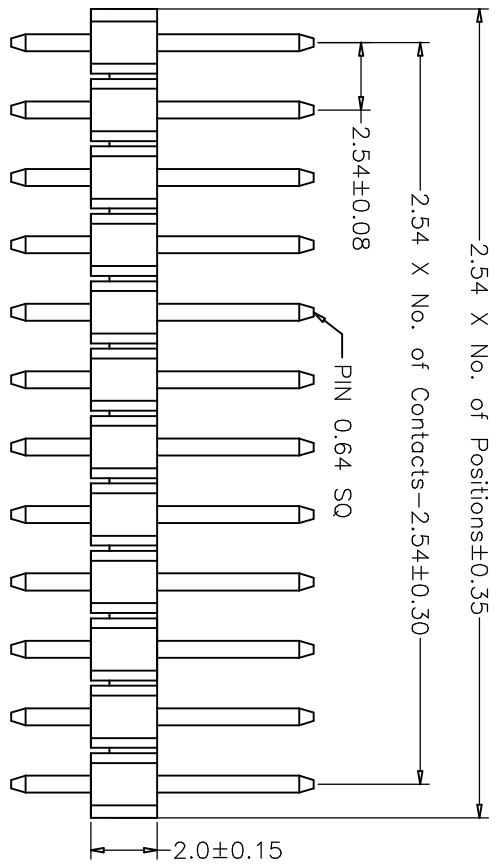 2.54 X No. of Positions±0.35
2.54 X No. of Contacts-2.54±0.30
2.54±0.08
PIN 0.64 SQ
2.0±0.15